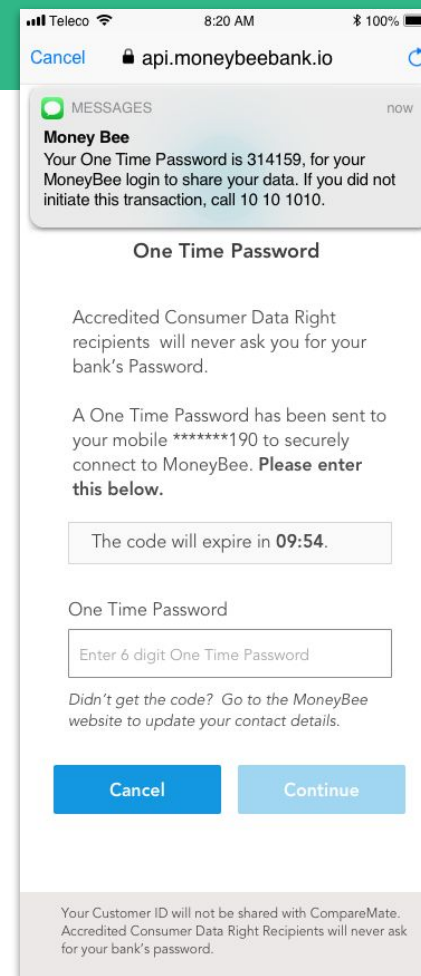 Teleco 8:20 AM 100%
Cancel api.moneybeebank.io
MESSAGES now
Money Bee
Your One Time Password is 314159, for your
MoneyBee login to share your data. If you did not
initiate this transaction, call 10 10 1010.
One Time Password
Accredited Consumer Data Right
recipients will never ask you for your
bank's Password.
A One Time Password has been sent to
your mobile *******190 to securely
connect to MoneyBee. Please enter
this below.
The code will expire in 09:54.
One Time Password
Enter 6 digit One Time Password
Didn't get the code? Go to the MoneyBee
website to update your contact details.
Cancel Continue
Your Customer ID will not be shared with CompareMate.
Accredited Consumer Data Right Recipients will never ask
for your bank's password.